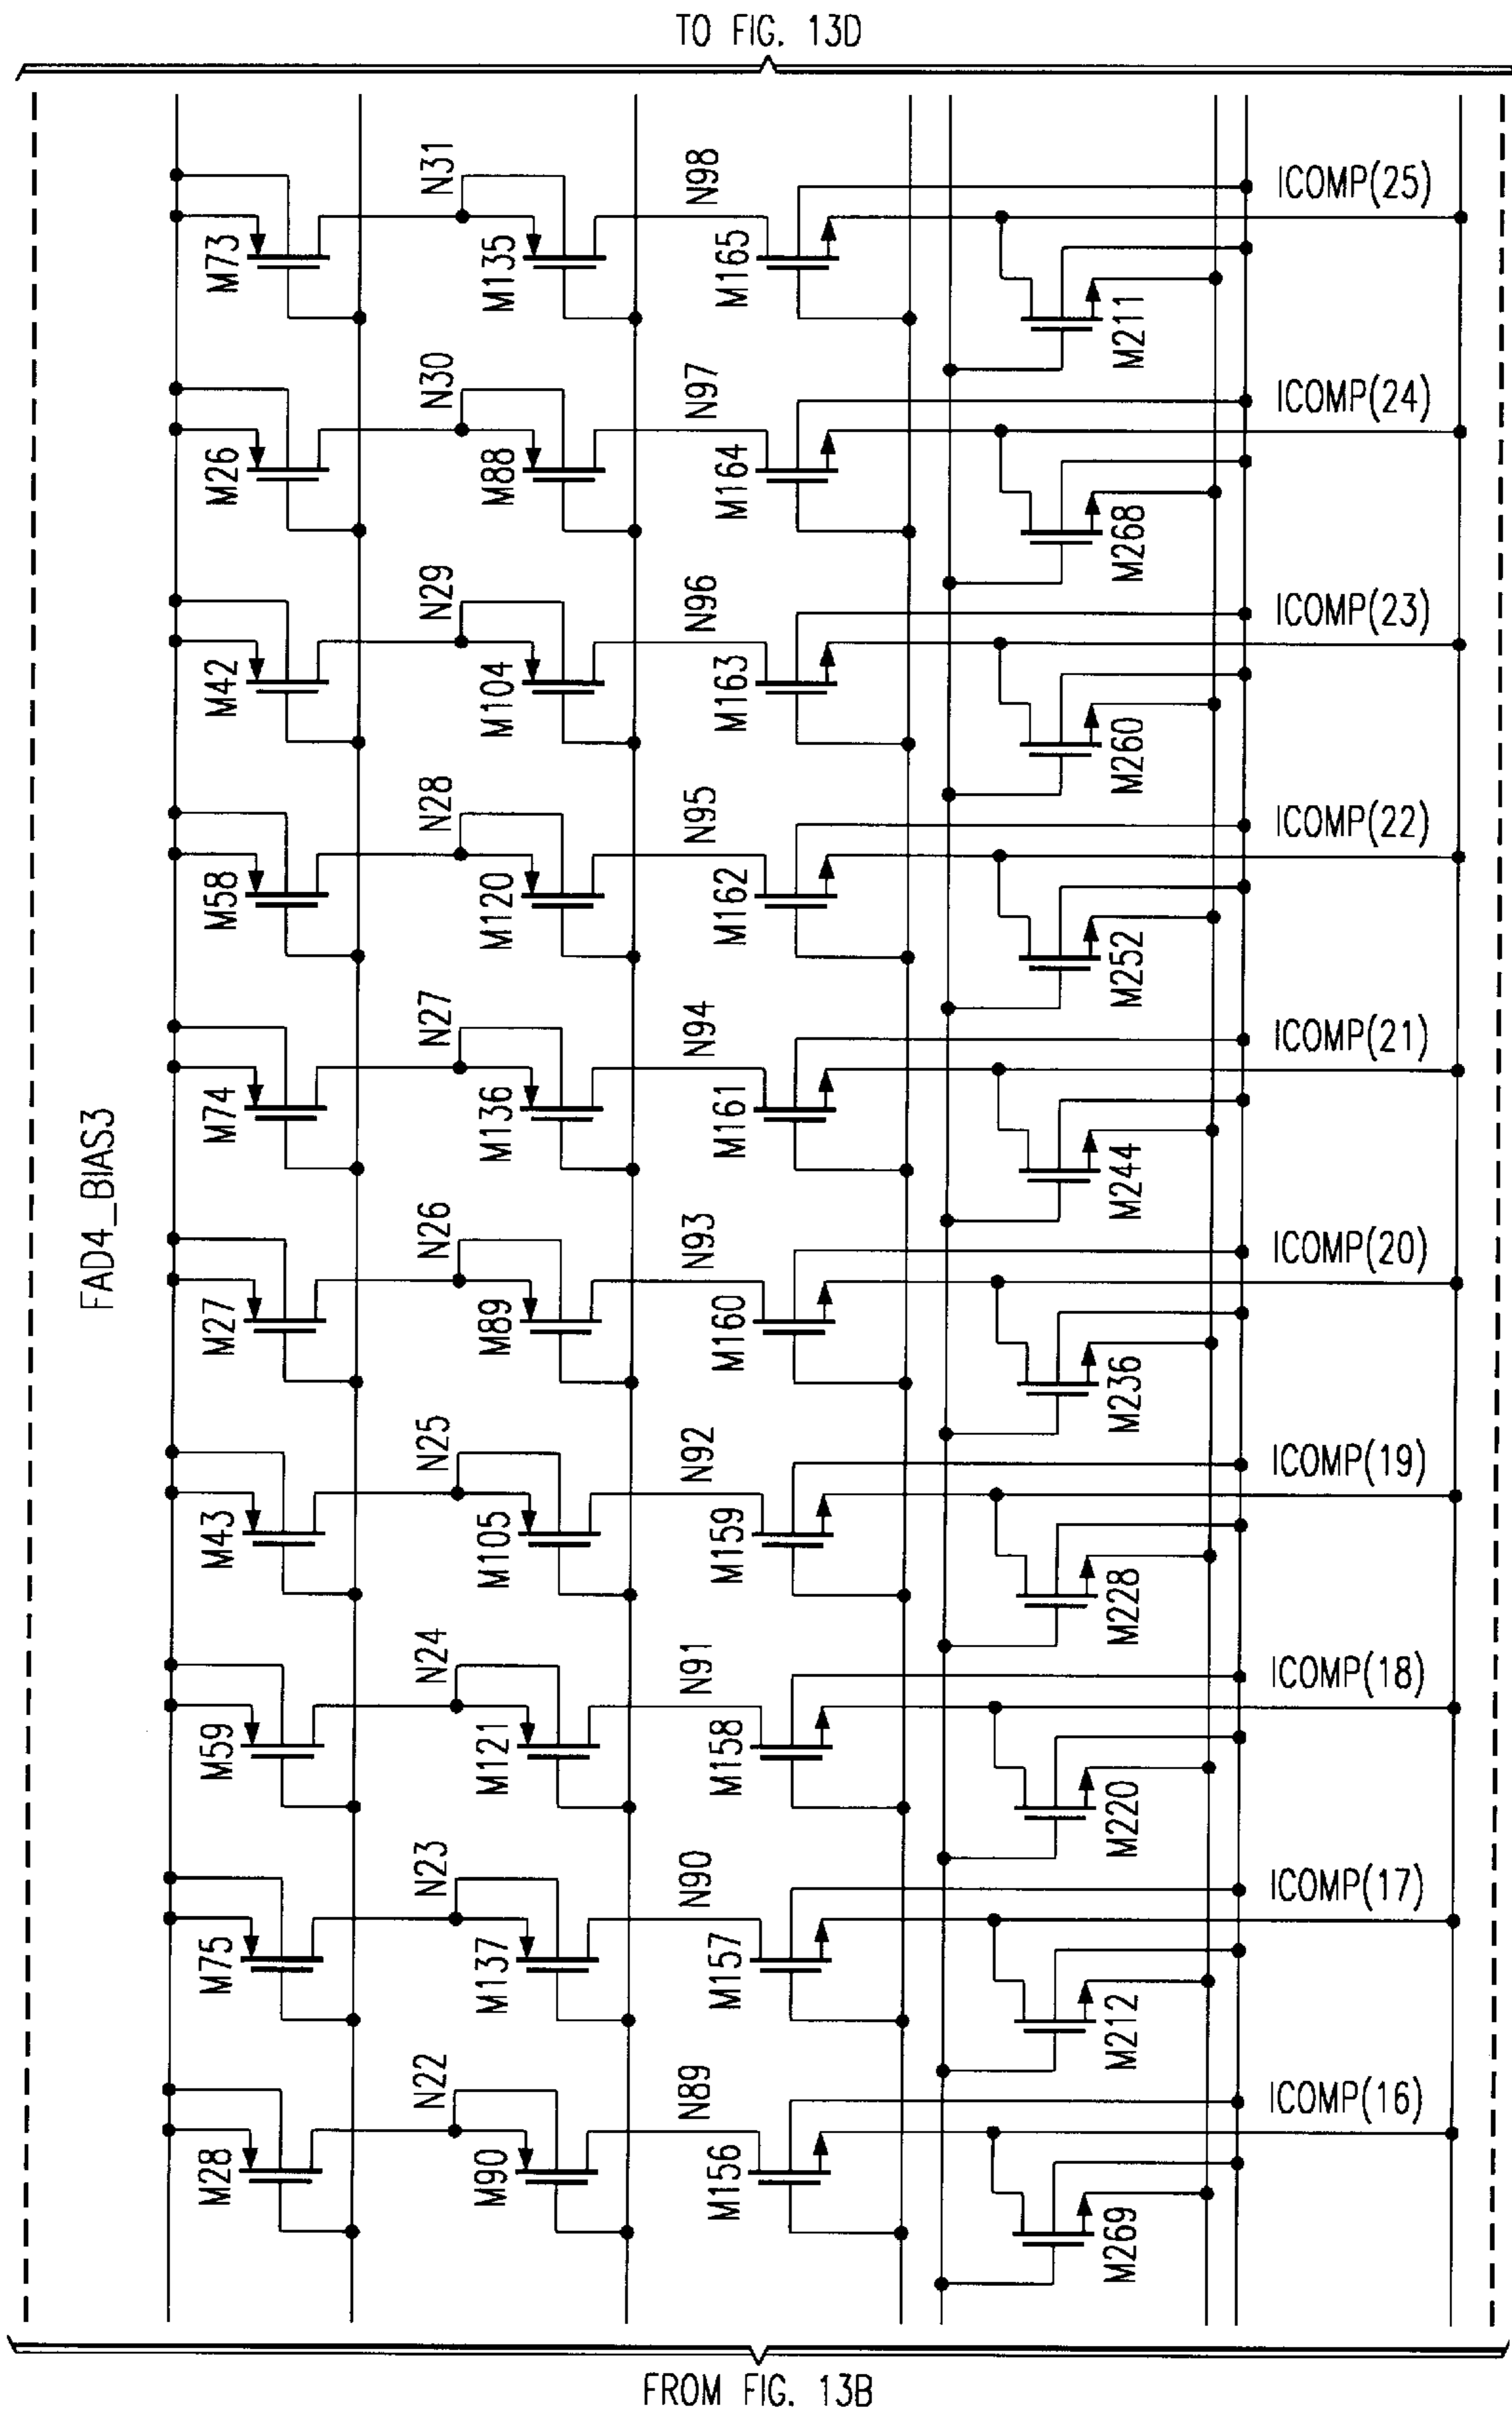 TO FIG. 13D
FAD4_BIAS3
M73
N31
M135
N98
M165
M211
ICOMP(25)
M26
N30
M88
N97
M164
M268
ICOMP(24)
M42
N29
M104
N96
M163
M260
ICOMP(23)
M58
N28
M120
N95
M162
M252
ICOMP(22)
M74
N27
M136
N94
M161
M244
ICOMP(21)
M27
N26
M89
N93
M160
M236
ICOMP(20)
M43
N25
M105
N92
M159
M228
ICOMP(19)
M59
N24
M121
N91
M158
M220
ICOMP(18)
M75
N23
M137
N90
M157
M212
ICOMP(17)
M28
N22
M90
N89
M156
M269
ICOMP(16)
FROM FIG. 13B